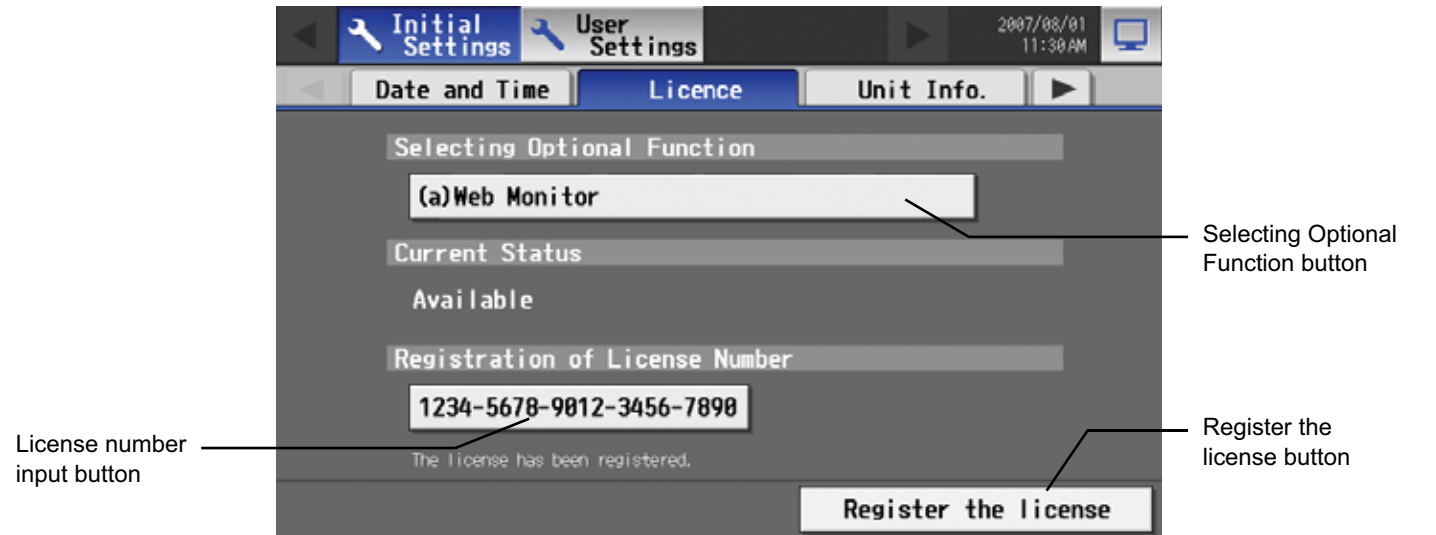 Initial
Settings
User
Settings
2007/08/01
11:30 AM
Date and Time
Licence
Unit Info.
Selecting Optional Function
(a)Web Monitor
Selecting Optional
Function button
Current Status
Available
Registration of License Number
1234-5678-9012-3456-7890
License number
input button
The license has been registered.
Register the
license button
Register the license